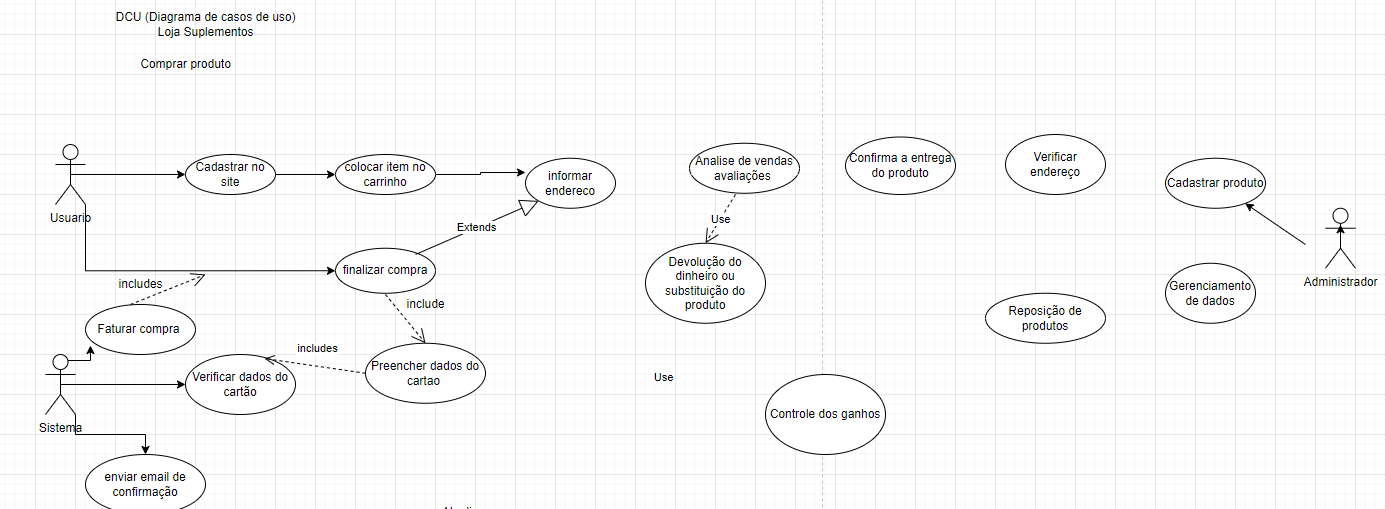 DCU (Diagrama de casos de uso)
Loja Suplementos
Comprar produto
Cadastrar no
site
colocar item no
carrinho
informar
endereco
Analise de vendas
avaliações
Confirma a entrega
do produto
Verificar
endereço
Cadastrar produto
Usuario
Use
Extends
finalizar compra
Devolução do
dinheiro ou
substituição do
produto
includes
include
Gerenciamento
de dados
Administrador
Faturar compra
Reposição de
produtos
includes
Verificar dados do
cartão
Preencher dados do
cartao
Use
Controle dos ganhos
Sistema
enviar email de
confirmação